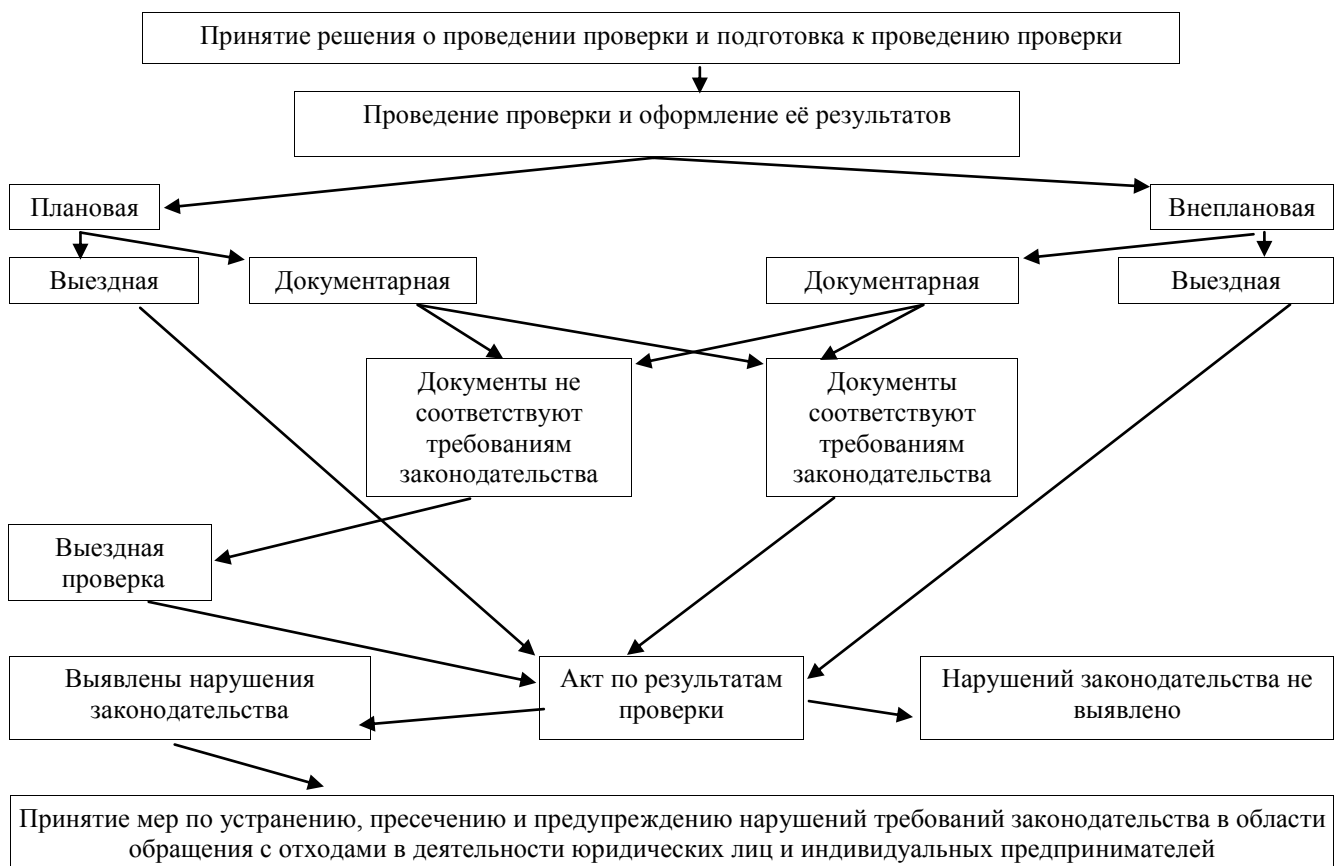 Принятие решения о проведении проверки и подготовка к проведению проверки
Проведение проверки и оформление её результатов
Плановая
Внеплановая
Выездная
Документарная
Документарная
Выездная
Документы не
соответствуют
требованиям
законодательства
Документы
соответствуют
требованиям
законодательства
Выездная
проверка
Выявлены нарушения
законодательства
Акт по результатам
проверки
Нарушений законодательства не
выявлено
Принятие мер по устранению, пресечению и предупреждению нарушений требований законодательства в области
обращения с отходами в деятельности юридических лиц и индивидуальных предпринимателей